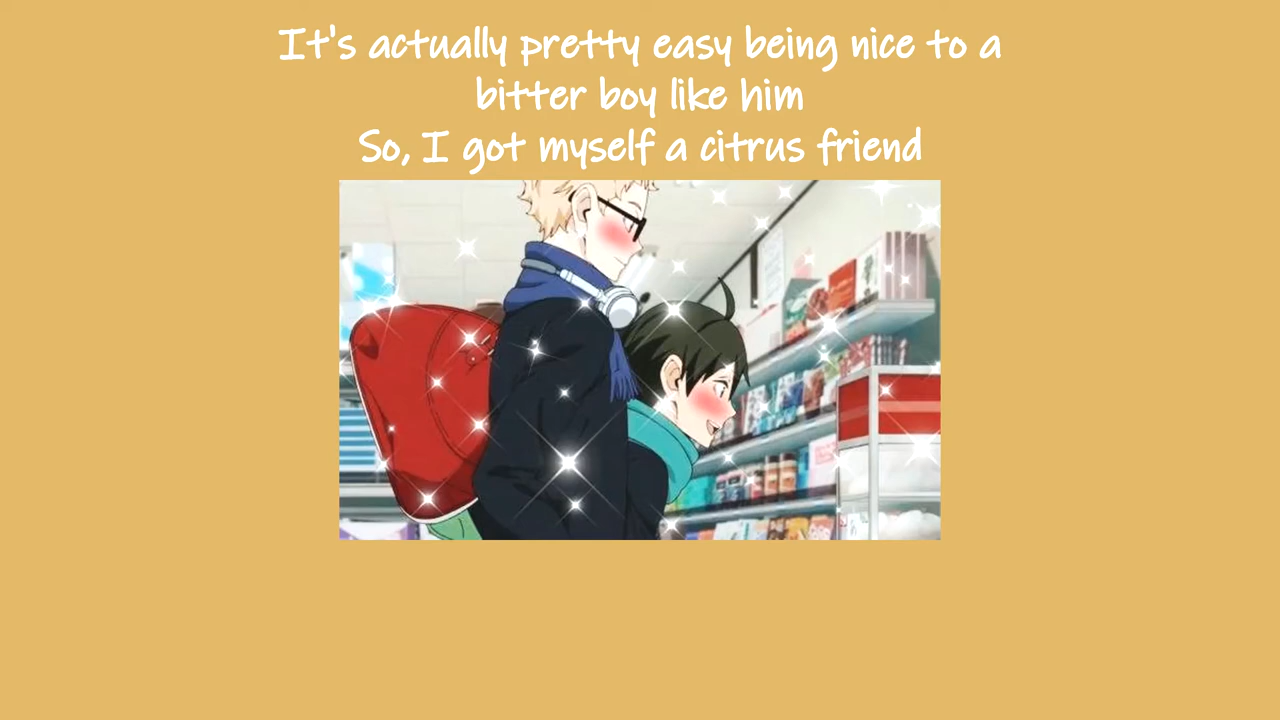 It's actually pretty easy being nice to a
bitter boy like him
So, I got myself a citrus friend